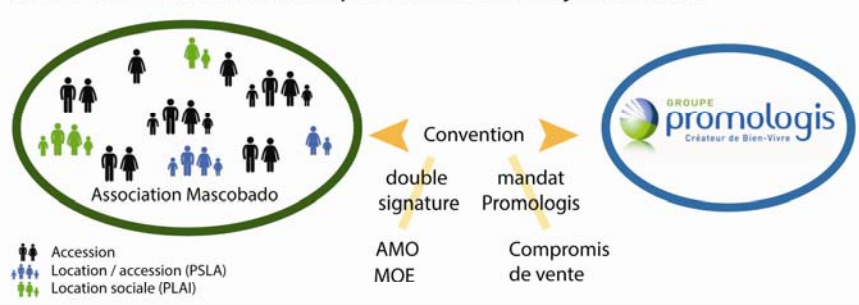 Association Mascobado
Accession
Location / accession (PSLA)
Location sociale (PLAI)
Convention
double
signature
AMO
MOE
mandat
Promologis
Compromis
de vente
GROUPE
promologis
Créateur de Bien-Vivre